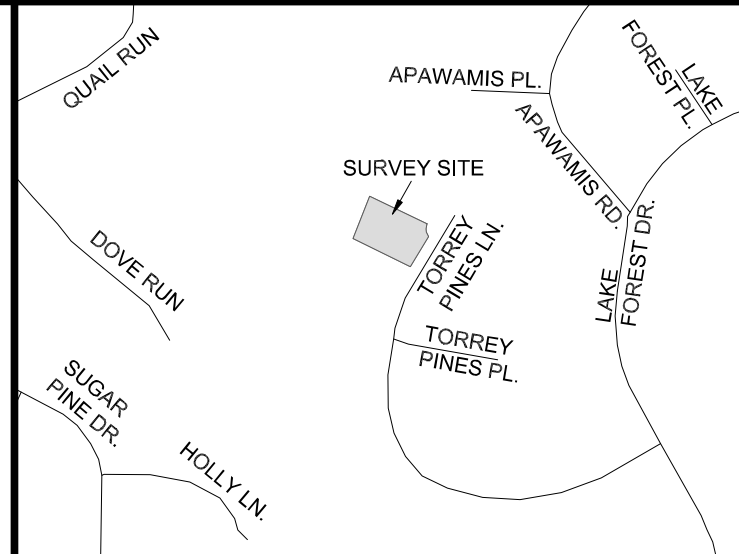 QUAIL RUN
APAWAMIS PL.
LAKE
FOREST PL.
APAWAMIS RD.
SURVEY SITE
TORREY
PINES LN.
LAKE
FOREST DR.
DOVE RUN
TORREY
PINES PL.
SUGAR
PINE DR.
HOLLY LN.